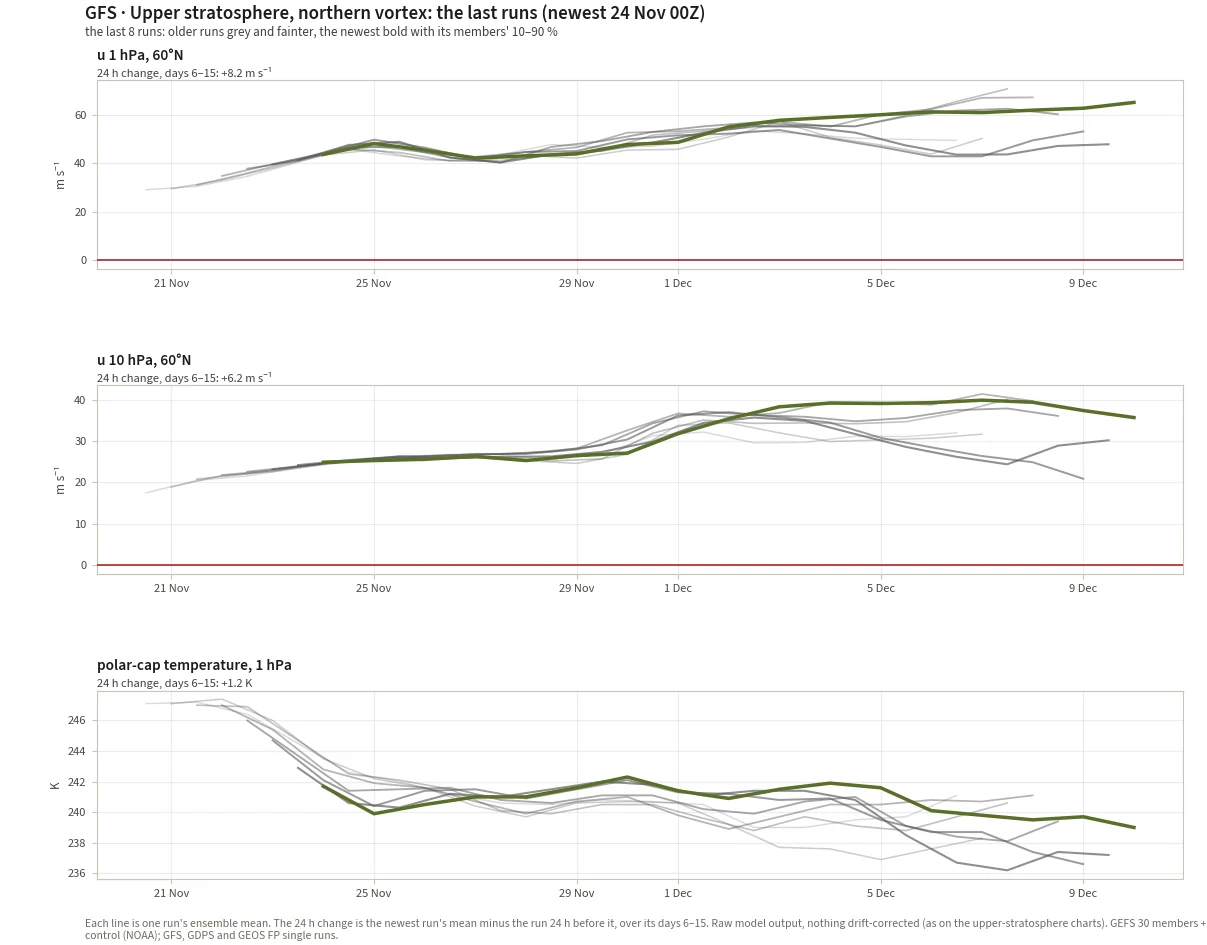 GFS · Upper stratosphere, northern vortex: the last runs (newest 24 Nov 00Z)
the last 8 runs: older runs grey and fainter, the newest bold with its members' 10–90 %
u 1 hPa, 60°N
24 h change, days 6–15: +8.2 m s⁻¹
60
40
20
0
m s⁻¹
21 Nov 25 Nov 29 Nov 1 Dec 5 Dec 9 Dec
u 10 hPa, 60°N
24 h change, days 6–15: +6.2 m s⁻¹
40
30
20
10
0
m s⁻¹
21 Nov 25 Nov 29 Nov 1 Dec 5 Dec 9 Dec
polar-cap temperature, 1 hPa
24 h change, days 6–15: +1.2 K
246
244
242
240
238
236
K
21 Nov 25 Nov 29 Nov 1 Dec 5 Dec 9 Dec
Each line is one run's ensemble mean. The 24 h change is the newest run's mean minus the run 24 h before it, over its days 6–15. Raw model output, nothing drift-corrected (as on the upper-stratosphere charts). GEFS 30 members +
control (NOAA); GFS, GDPS and GEOS FP single runs.